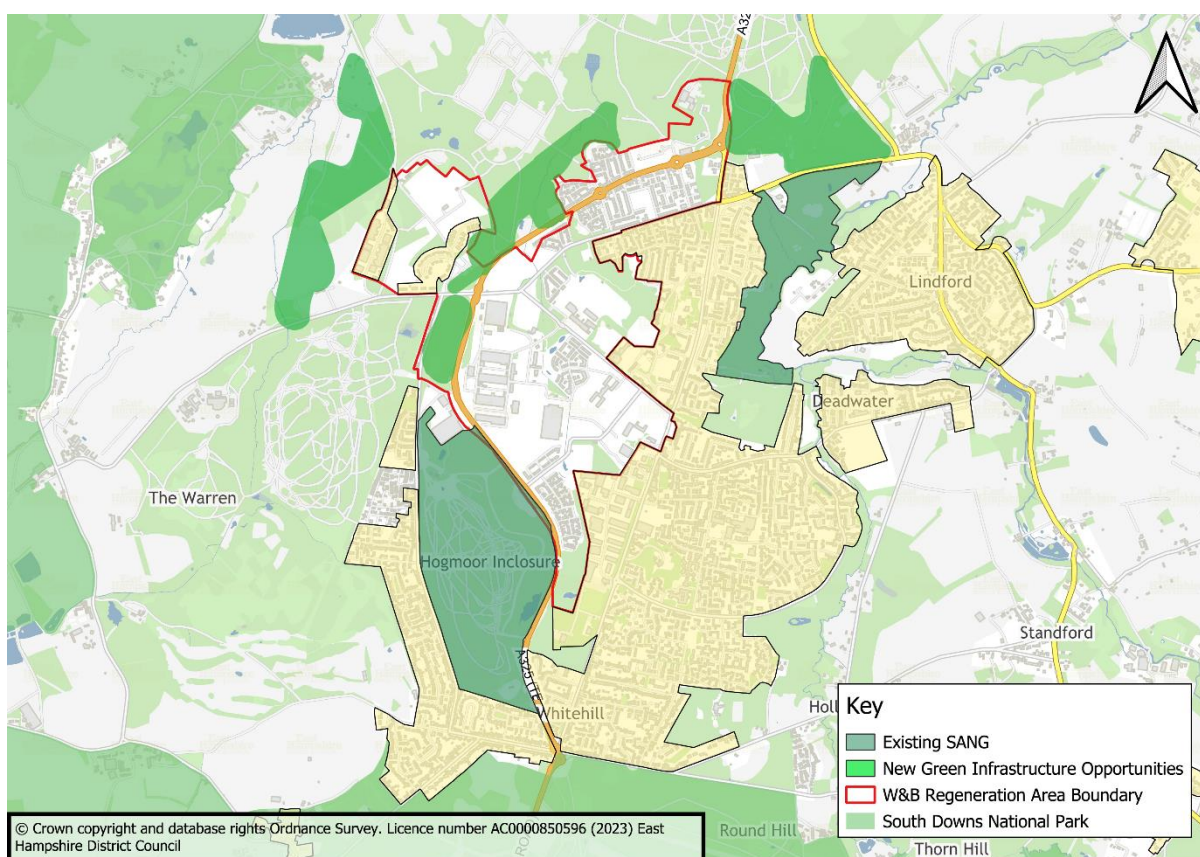 A32
Lindford
Deadwater
The Warren
Hogmoor Inclosure
Standford
A325
Whitehill
Holl
Key
Existing SANG
New Green Infrastructure Opportunities
W&B Regeneration Area Boundary
South Downs National Park
Round Hill
Thorn Hill
© Crown copyright and database rights Ordnance Survey. Licence number AC0000850596 (2023) East
Hampshire District Council